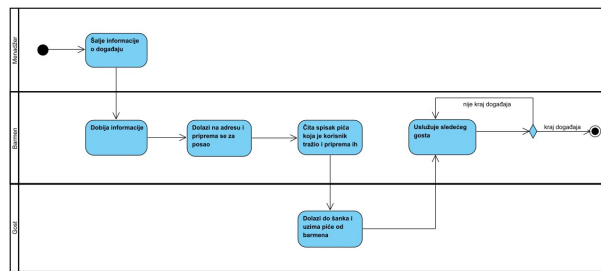 Menadžer
Šalje informacije
o događaju
Barmen
Dobija informacije
Dolazi na adresu i
priprema se za
posao
Čita spisak pića
koja je korisnik
tražio i priprema ih
Uslužuje sledećeg
gosta
nije kraj događaja
kraj događaja
Gost
Dolazi do šanka i
uzima piće od
barmena